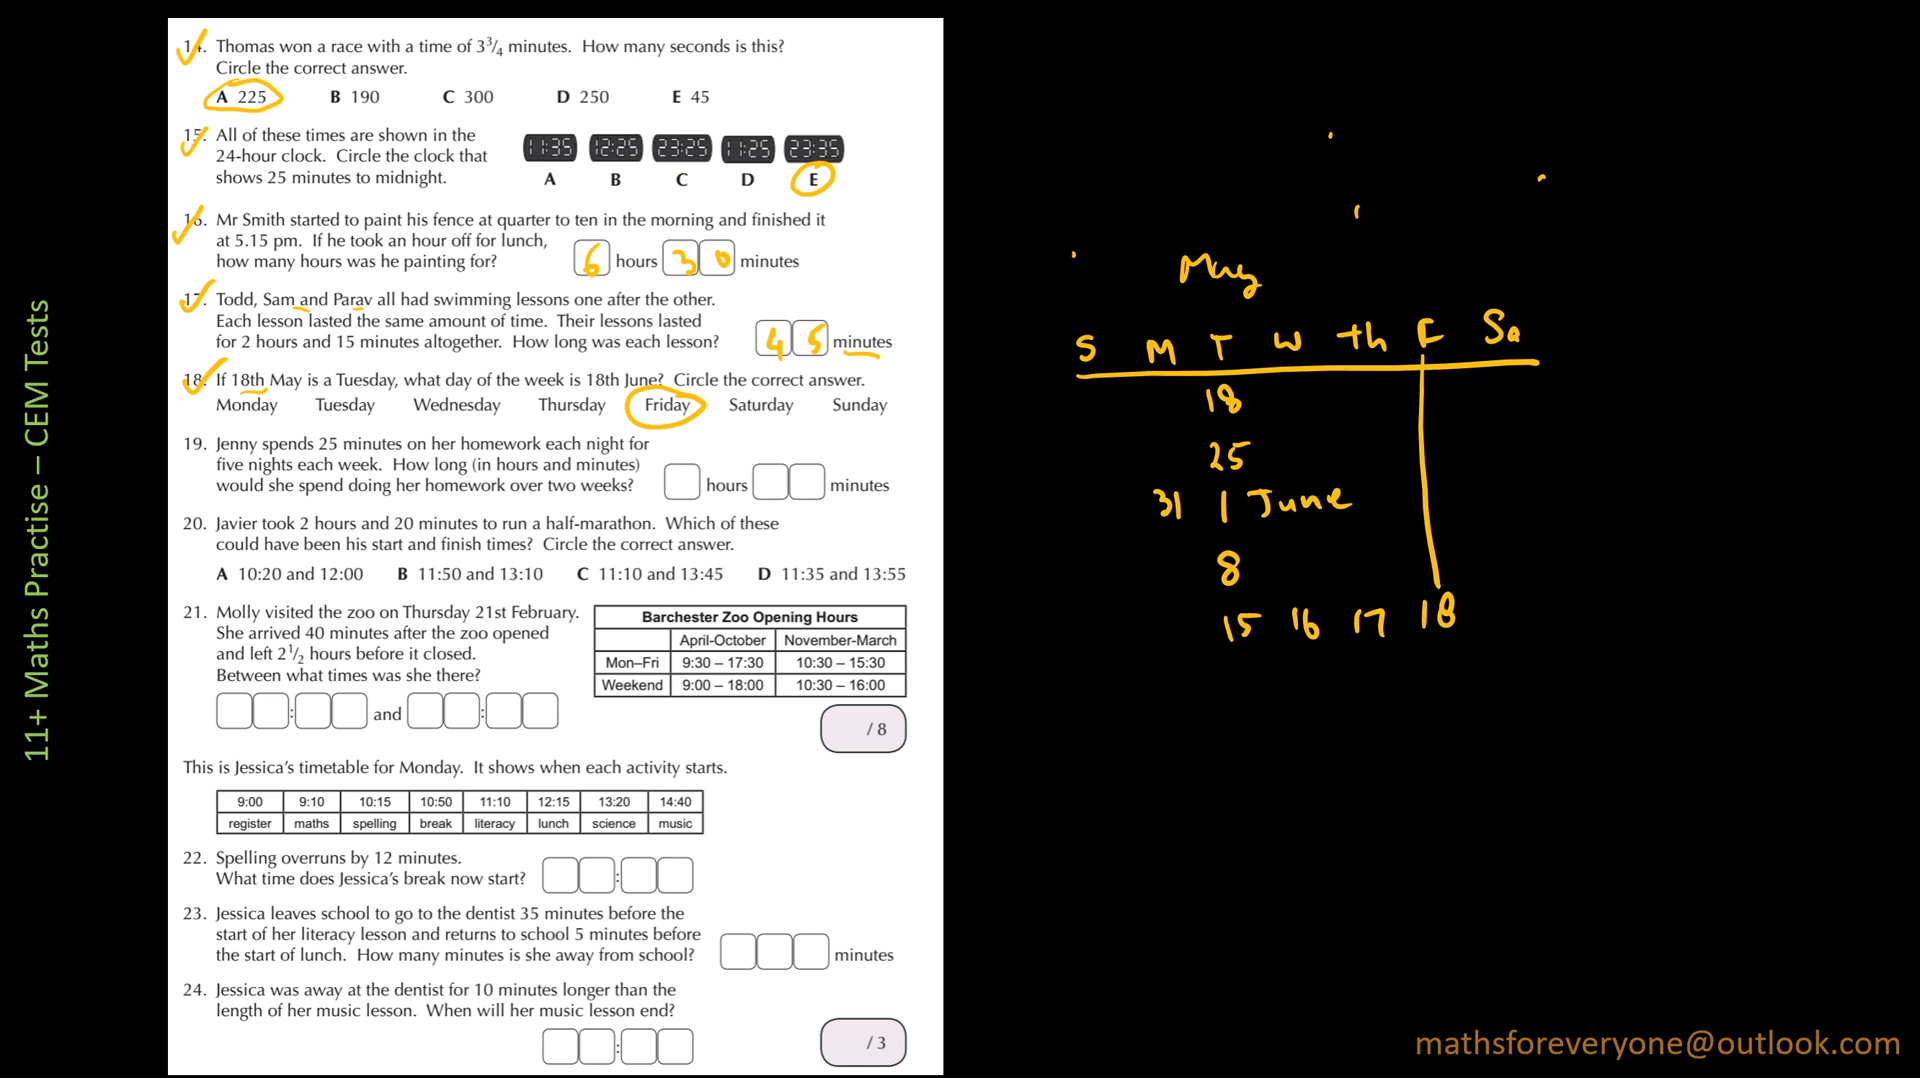 11+ Maths Practise – CEM Tests
14. Thomas won a race with a time of 3 3/4 minutes. How many seconds is this?
Circle the correct answer.
A 225 B 190 C 300 D 250 E 45
15. All of these times are shown in the
24-hour clock. Circle the clock that
shows 25 minutes to midnight.
11:35 12:25 23:25 11:25 23:35
A B C D E
16. Mr Smith started to paint his fence at quarter to ten in the morning and finished it
at 5.15 pm. If he took an hour off for lunch,
how many hours was he painting for? 6 hours 3 0 minutes
17. Todd, Sam and Parav all had swimming lessons one after the other.
Each lesson lasted the same amount of time. Their lessons lasted
for 2 hours and 15 minutes altogether. How long was each lesson? 4 5 minutes
18. If 18th May is a Tuesday, what day of the week is 18th June? Circle the correct answer.
Monday Tuesday Wednesday Thursday Friday Saturday Sunday
19. Jenny spends 25 minutes on her homework each night for
five nights each week. How long (in hours and minutes)
would she spend doing her homework over two weeks? hours minutes
20. Javier took 2 hours and 20 minutes to run a half-marathon. Which of these
could have been his start and finish times? Circle the correct answer.
A 10:20 and 12:00 B 11:50 and 13:10 C 11:10 and 13:45 D 11:35 and 13:55
21. Molly visited the zoo on Thursday 21st February.
She arrived 40 minutes after the zoo opened
and left 2 1/2 hours before it closed.
Between what times was she there?
: and :
Barchester Zoo Opening Hours
April-October November-March
Mon–Fri 9:30 – 17:30 10:30 – 15:30
Weekend 9:00 – 18:00 10:30 – 16:00
/ 8
This is Jessica's timetable for Monday. It shows when each activity starts.
9:00 9:10 10:15 10:50 11:10 12:15 13:20 14:40
register maths spelling break literacy lunch science music
22. Spelling overruns by 12 minutes.
What time does Jessica's break now start? :
23. Jessica leaves school to go to the dentist 35 minutes before the
start of her literacy lesson and returns to school 5 minutes before
the start of lunch. How many minutes is she away from school? minutes
24. Jessica was away at the dentist for 10 minutes longer than the
length of her music lesson. When will her music lesson end?
:
/ 3
May
S M T W th F Sa
18
25
31 1 June
8
15 16 17 18
mathsforeveryone@outlook.com